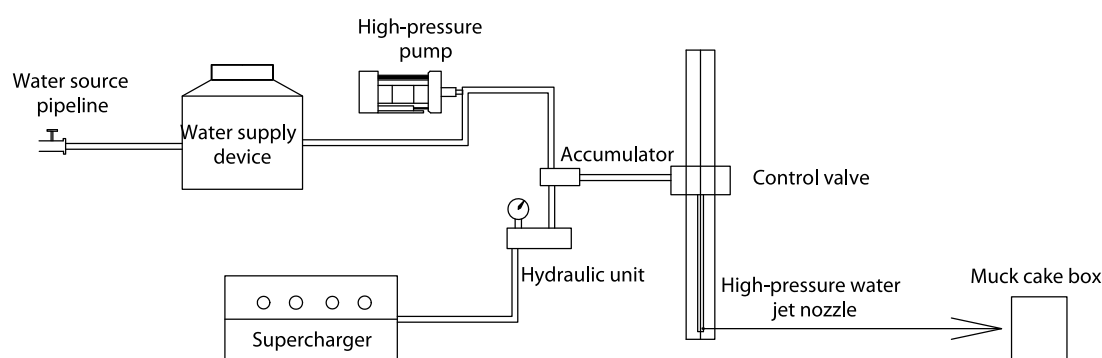 High-pressure
pump
Water source
pipeline
Water supply
device
Accumulator
Control valve
Hydraulic unit
High-pressure water
jet nozzle
Muck cake box
Supercharger